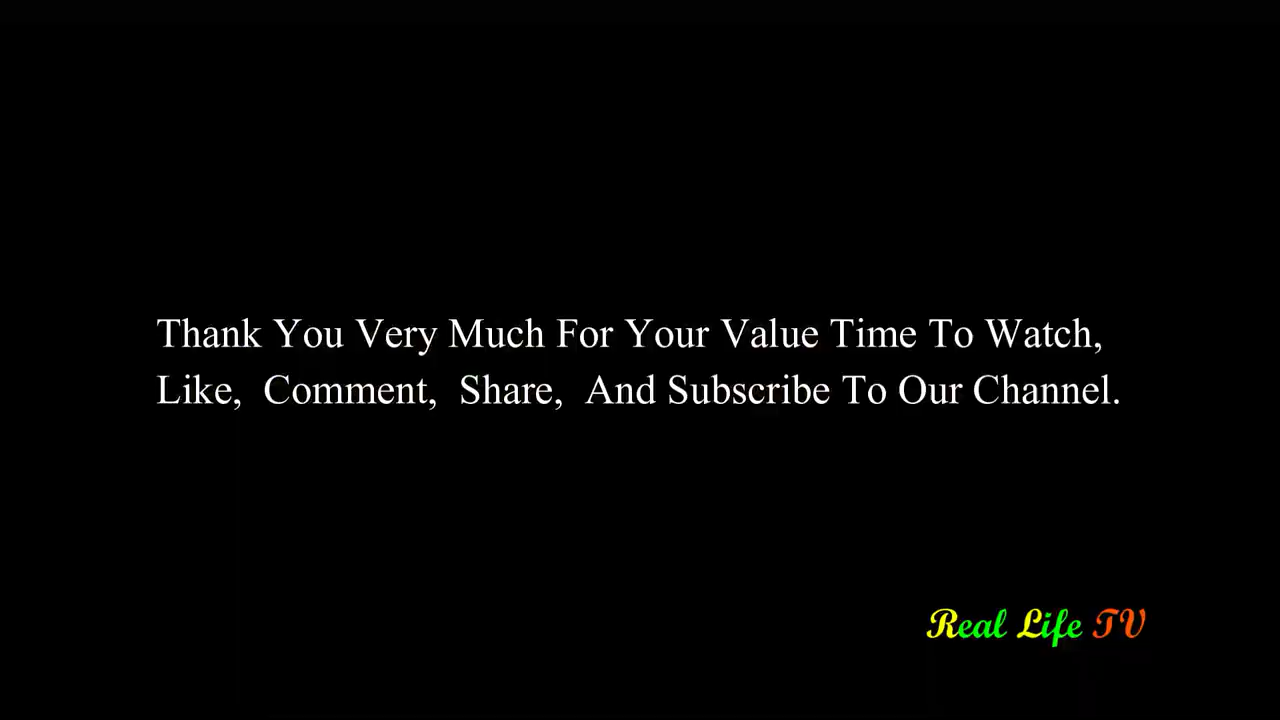 Thank You Very Much For Your Value Time To Watch,
Like,  Comment,  Share,  And Subscribe To Our Channel.
Real Life TV